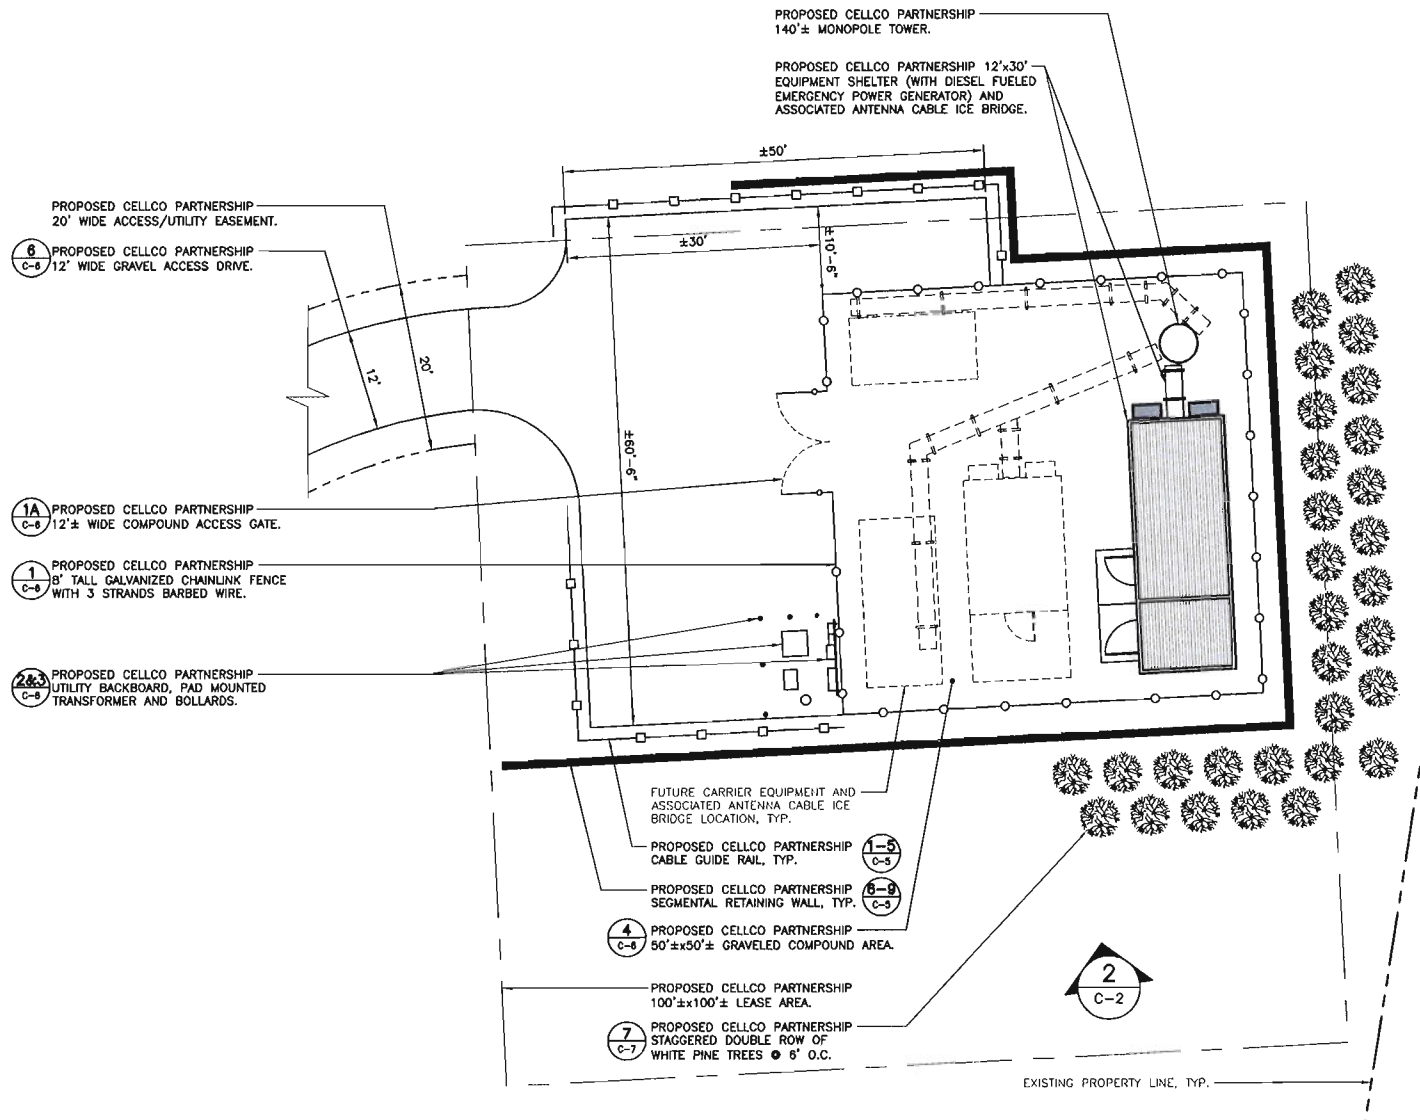 PROPOSED CELLCO PARTNERSHIP
140'± MONOPOLE TOWER.
PROPOSED CELLCO PARTNERSHIP 12'x30'
EQUIPMENT SHELTER (WITH DIESEL FUELED
EMERGENCY POWER GENERATOR) AND
ASSOCIATED ANTENNA CABLE ICE BRIDGE.
±50'
PROPOSED CELLCO PARTNERSHIP
20' WIDE ACCESS/UTILITY EASEMENT.
6
C-6
PROPOSED CELLCO PARTNERSHIP
12' WIDE GRAVEL ACCESS DRIVE.
±30'
±10'-6"
12'
20'
±60'-6"
1A
C-6
PROPOSED CELLCO PARTNERSHIP
12'± WIDE COMPOUND ACCESS GATE.
1
C-6
PROPOSED CELLCO PARTNERSHIP
8' TALL GALVANIZED CHAINLINK FENCE
WITH 3 STRANDS BARBED WIRE.
2&3
C-6
PROPOSED CELLCO PARTNERSHIP
UTILITY BACKBOARD, PAD MOUNTED
TRANSFORMER AND BOLLARDS.
FUTURE CARRIER EQUIPMENT AND
ASSOCIATED ANTENNA CABLE ICE
BRIDGE LOCATION, TYP.
PROPOSED CELLCO PARTNERSHIP
CABLE GUIDE RAIL, TYP.
1-5
C-5
PROPOSED CELLCO PARTNERSHIP
SEGMENTAL RETAINING WALL, TYP.
6-9
C-5
4
C-6
PROPOSED CELLCO PARTNERSHIP
50'±x50'± GRAVELED COMPOUND AREA.
PROPOSED CELLCO PARTNERSHIP
100'±x100'± LEASE AREA.
7
C-7
PROPOSED CELLCO PARTNERSHIP
STAGGERED DOUBLE ROW OF
WHITE PINE TREES @ 6' O.C.
2
C-2
EXISTING PROPERTY LINE, TYP.